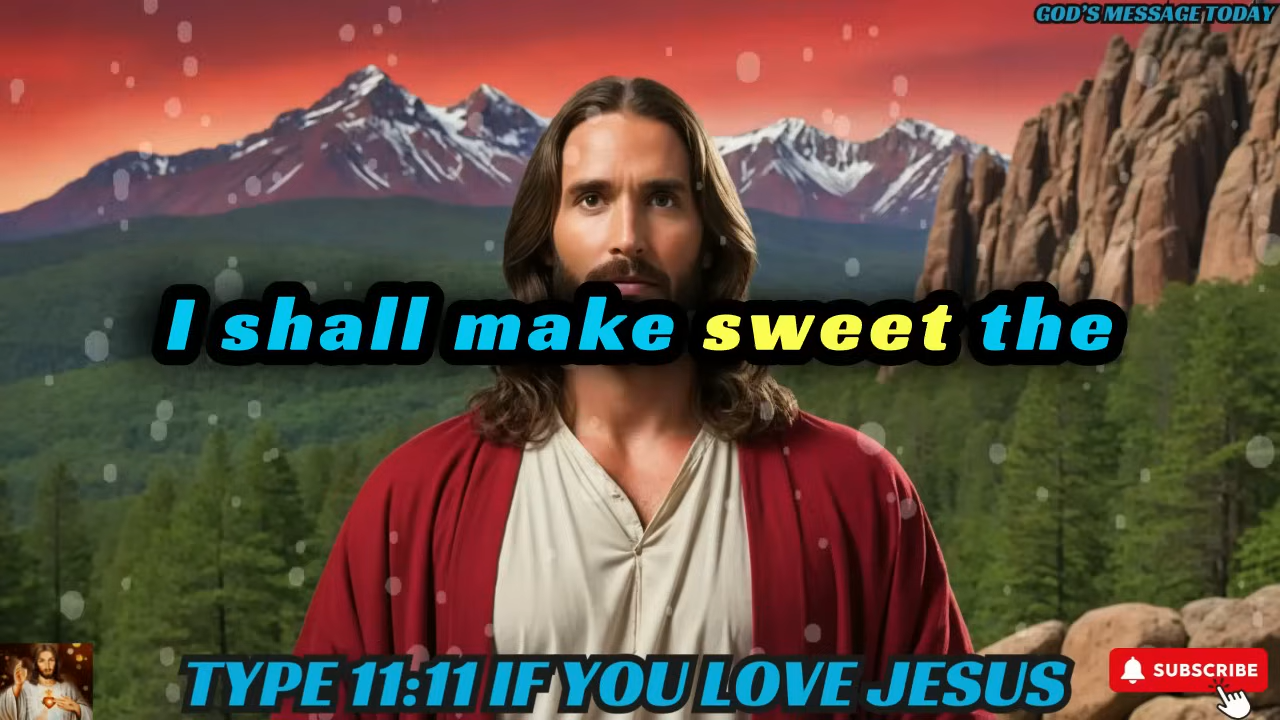 GOD'S MESSAGE TODAY
I shall make sweet the
TYPE 11:11 IF YOU LOVE JESUS
SUBSCRIBE